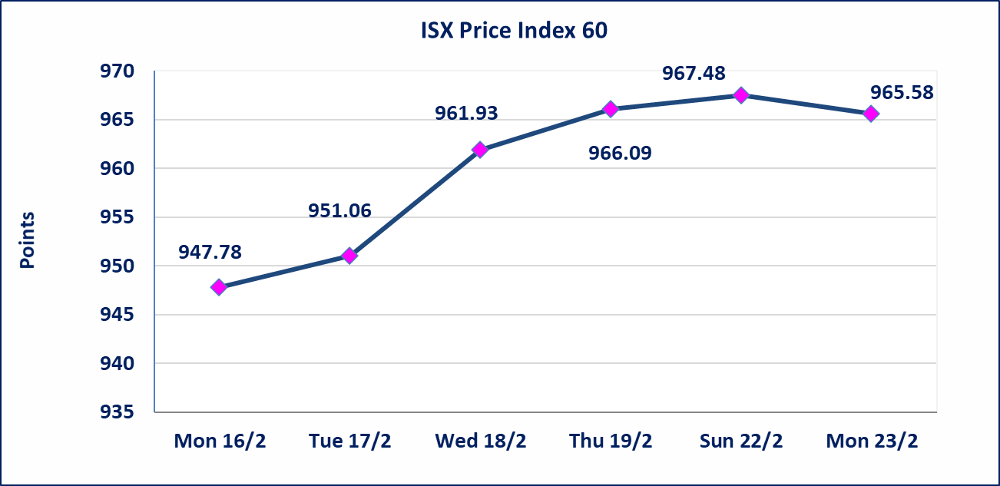 ISX Price Index 60
Points
970
965
960
955
950
945
940
935
947.78
951.06
961.93
966.09
967.48
965.58
Mon 16/2
Tue 17/2
Wed 18/2
Thu 19/2
Sun 22/2
Mon 23/2